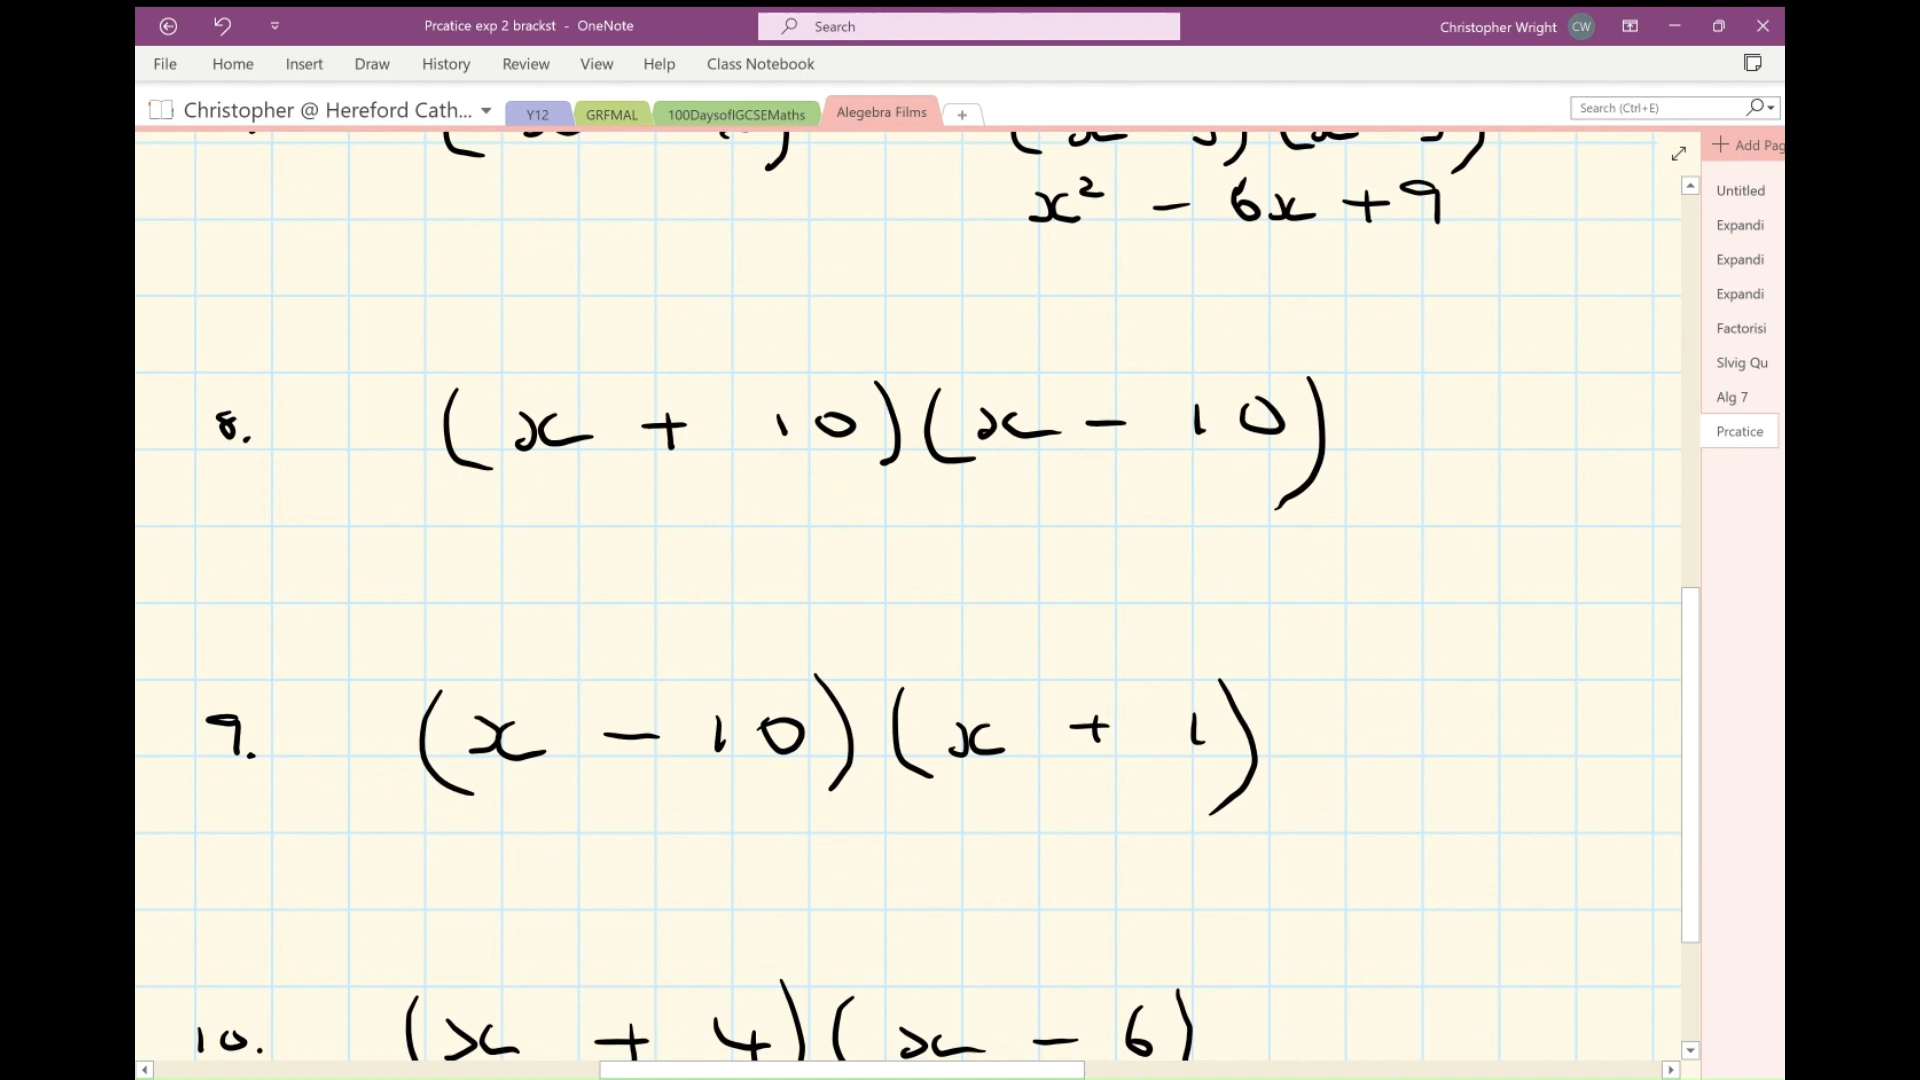 Prcatice exp 2 brackst - OneNote
Search
Christopher Wright CW
File Home Insert Draw History Review View Help Class Notebook
Christopher @ Hereford Cath...
Y12 GRFMAL 100DaysofIGCSEMaths Alegebra Films +
Search (Ctrl+E)
+ Add Pag
Untitled
Expandi
Expandi
Expandi
Factorisi
Slvig Qu
Alg 7
Prcatice
x² - 6x + 9
8. (x + 10)(x - 10)
9. (x - 10)(x + 1)
10. (x + 4)(x - 6)